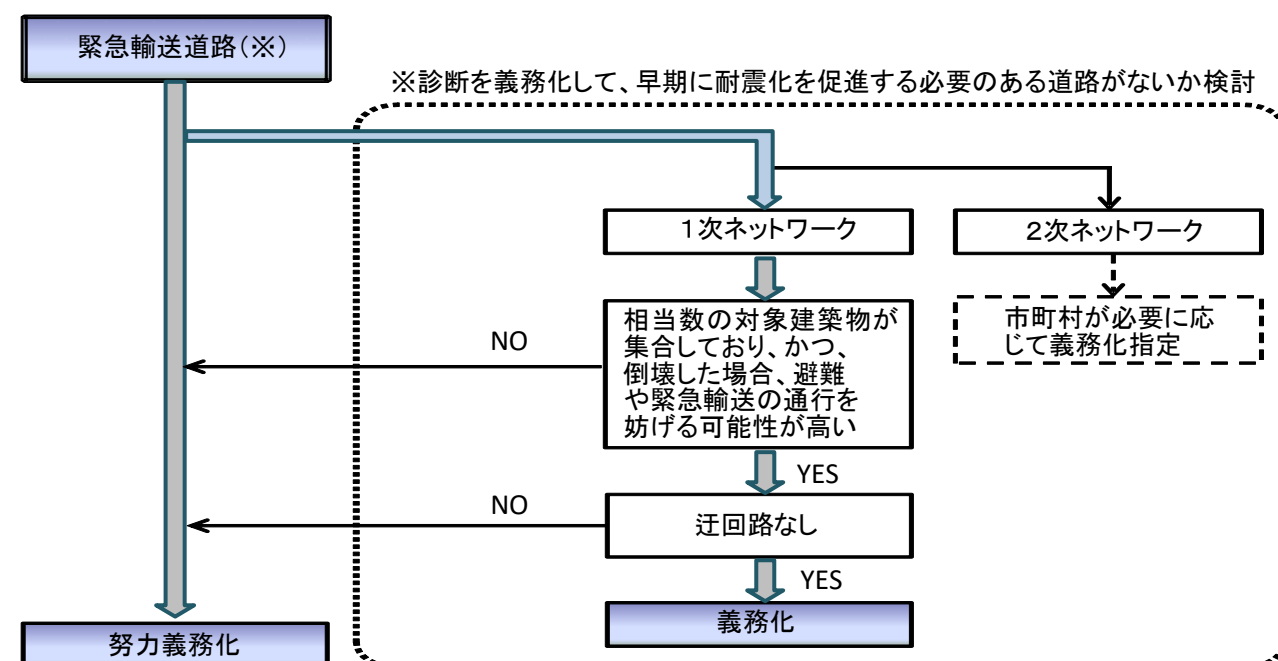 緊急輸送道路(※)
※診断を義務化して、早期に耐震化を促進する必要のある道路がないか検討
1次ネットワーク
2次ネットワーク
相当数の対象建築物が
集合しており、かつ、
倒壊した場合、避難
や緊急輸送の通行を
妨げる可能性が高い
市町村が必要に応
じて義務化指定
NO
YES
迂回路なし
NO
YES
義務化
努力義務化